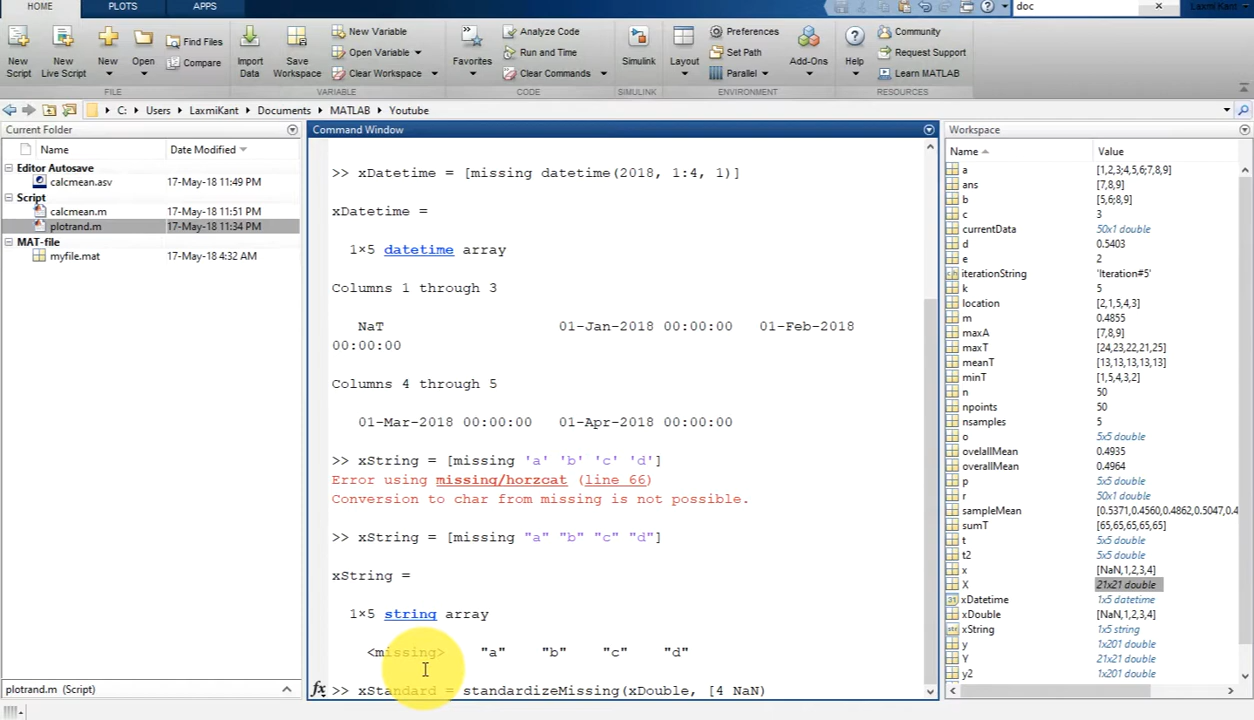 HOME PLOTS APPS
doc
Laxmi Kant
New Script
New Live Script
New
Open
Find Files
Compare
FILE
Import Data
Save Workspace
New Variable
Open Variable
Clear Workspace
VARIABLE
Favorites
Analyze Code
Run and Time
Clear Commands
CODE
Simulink
SIMULINK
Layout
Preferences
Set Path
Parallel
Add-Ons
ENVIRONMENT
Help
Community
Request Support
Learn MATLAB
RESOURCES
C: Users LaxmiKant Documents MATLAB Youtube
Current Folder
Name Date Modified
Editor Autosave
calcmean.asv 17-May-18 11:49 PM
Script
calcmean.m 17-May-18 11:51 PM
plotrand.m 17-May-18 11:34 PM
MAT-file
myfile.mat 17-May-18 4:32 AM
plotrand.m (Script)
Command Window
>> xDatetime = [missing datetime(2018, 1:4, 1)]
xDatetime =
1×5 datetime array
Columns 1 through 3
NaT 01-Jan-2018 00:00:00 01-Feb-2018
00:00:00
Columns 4 through 5
01-Mar-2018 00:00:00 01-Apr-2018 00:00:00
>> xString = [missing 'a' 'b' 'c' 'd']
Error using missing/horzcat (line 66)
Conversion to char from missing is not possible.
>> xString = [missing "a" "b" "c" "d"]
xString =
1×5 string array
<missing> "a" "b" "c" "d"
fx >> xStandard = standardizeMissing(xDouble, [4 NaN)
Workspace
Name Value
a [1,2,3;4,5,6;7,8,9]
ans [7,8,9]
b [5,6;8,9]
c 3
currentData 50x1 double
d 0.5403
e 2
iterationString 'Iteration#5'
k 5
location [2,1,5,4,3]
m 0.4855
maxA [7,8,9]
maxT [24,23,22,21,25]
meanT [13,13,13,13,13]
minT [1,5,4,3,2]
n 50
npoints 50
nsamples 5
o 5x5 double
ovelallMean 0.4935
overallMean 0.4964
p 5x5 double
r 50x1 double
sampleMean [0.5371,0.4560,0.4862,0.5047,0.4
sumT [65,65,65,65,65]
t 5x5 double
t2 5x5 double
x [NaN,1,2,3,4]
X 21x21 double
xDatetime 1x5 datetime
xDouble [NaN,1,2,3,4]
xString 1x5 string
y 21x21 double
Y 21x21 double
y2 21x21 double